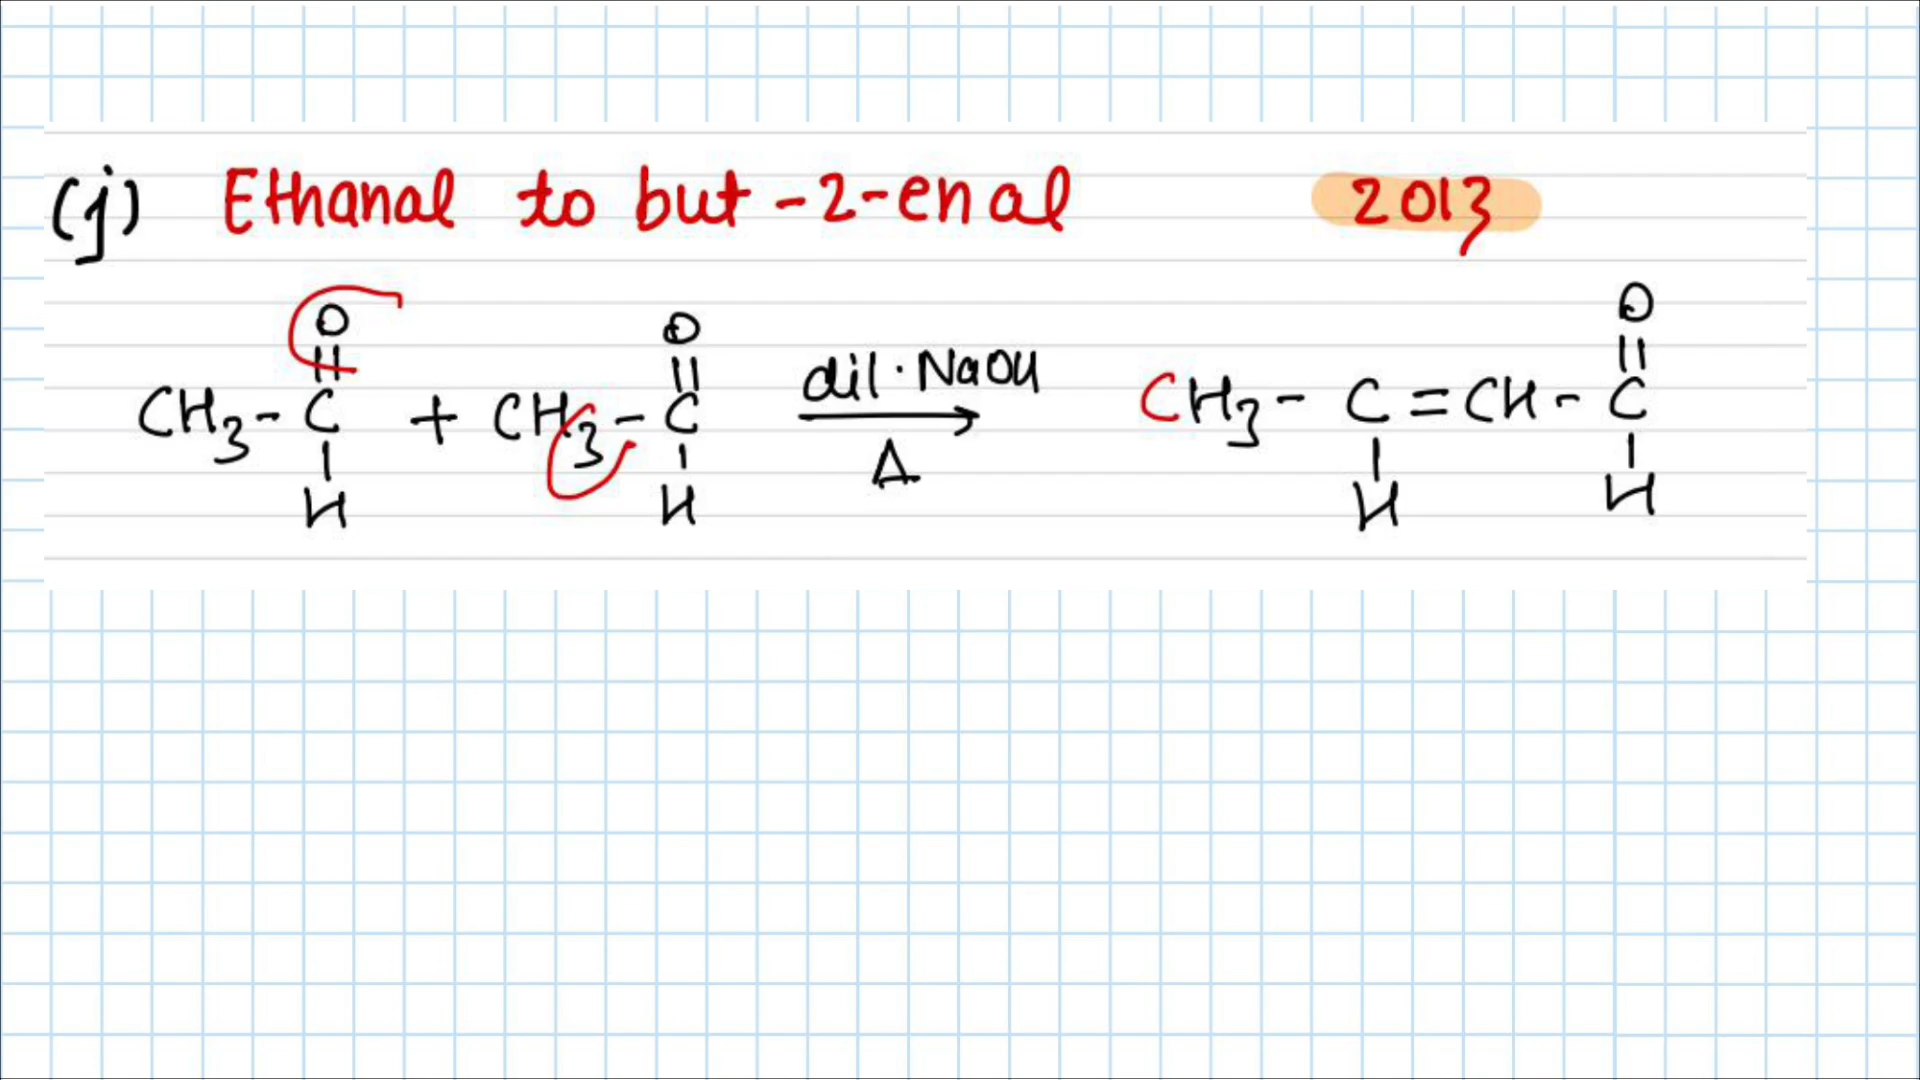 (j) Ethanal to but-2-enal 2013
O O O
|| || ||
CH3-C + CH3-C dil·NaOH → Δ CH3-C=CH-C
| | | |
H H H H